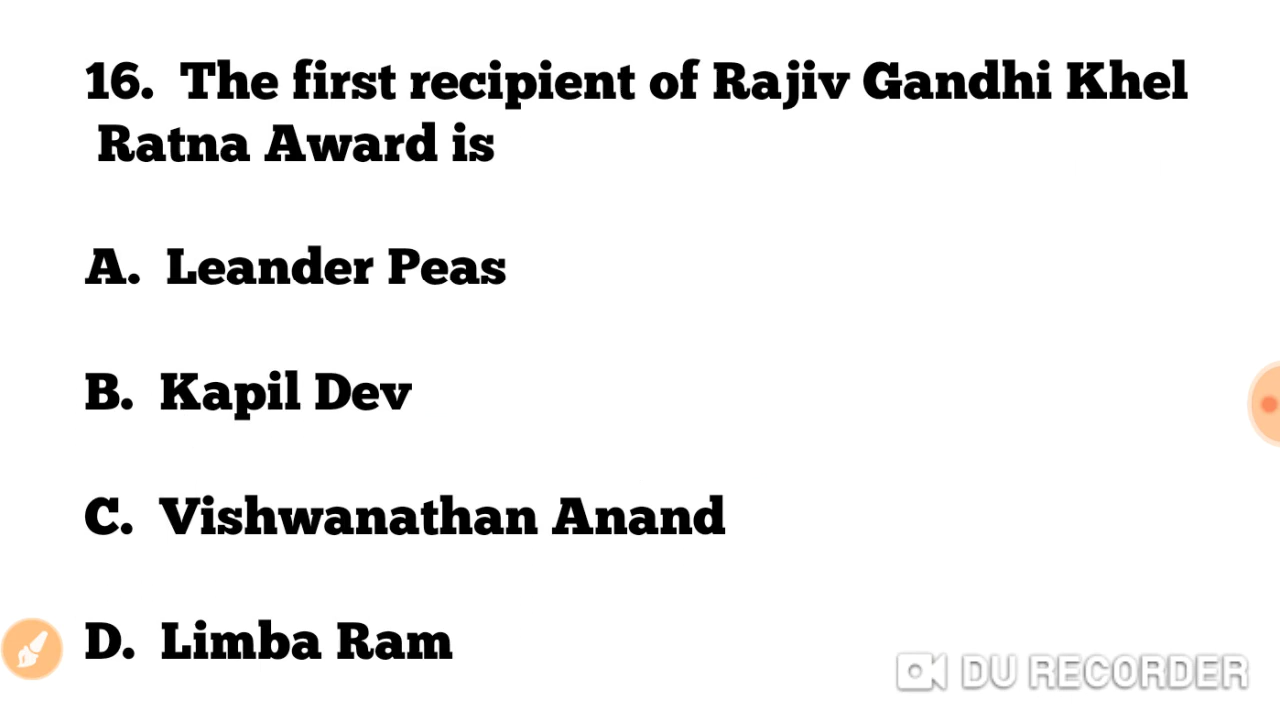 16. The first recipient of Rajiv Gandhi Khel
Ratna Award is
A. Leander Peas
B. Kapil Dev
C. Vishwanathan Anand
D. Limba Ram
DU RECORDER